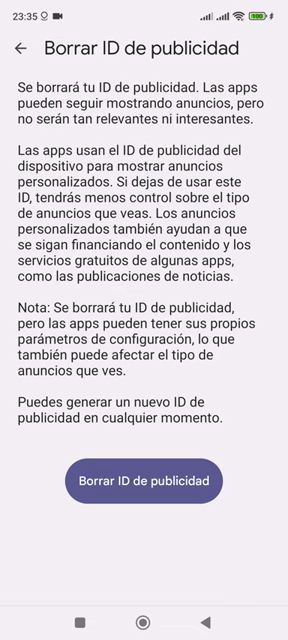 23:35
100
Borrar ID de publicidad
Se borrará tu ID de publicidad. Las apps
pueden seguir mostrando anuncios, pero
no serán tan relevantes ni interesantes.
Las apps usan el ID de publicidad del
dispositivo para mostrar anuncios
personalizados. Si dejas de usar este
ID, tendrás menos control sobre el tipo
de anuncios que veas. Los anuncios
personalizados también ayudan a que
se sigan financiando el contenido y los
servicios gratuitos de algunas apps,
como las publicaciones de noticias.
Nota: Se borrará tu ID de publicidad,
pero las apps pueden tener sus propios
parámetros de configuración, lo que
también puede afectar el tipo de
anuncios que ves.
Puedes generar un nuevo ID de
publicidad en cualquier momento.
Borrar ID de publicidad